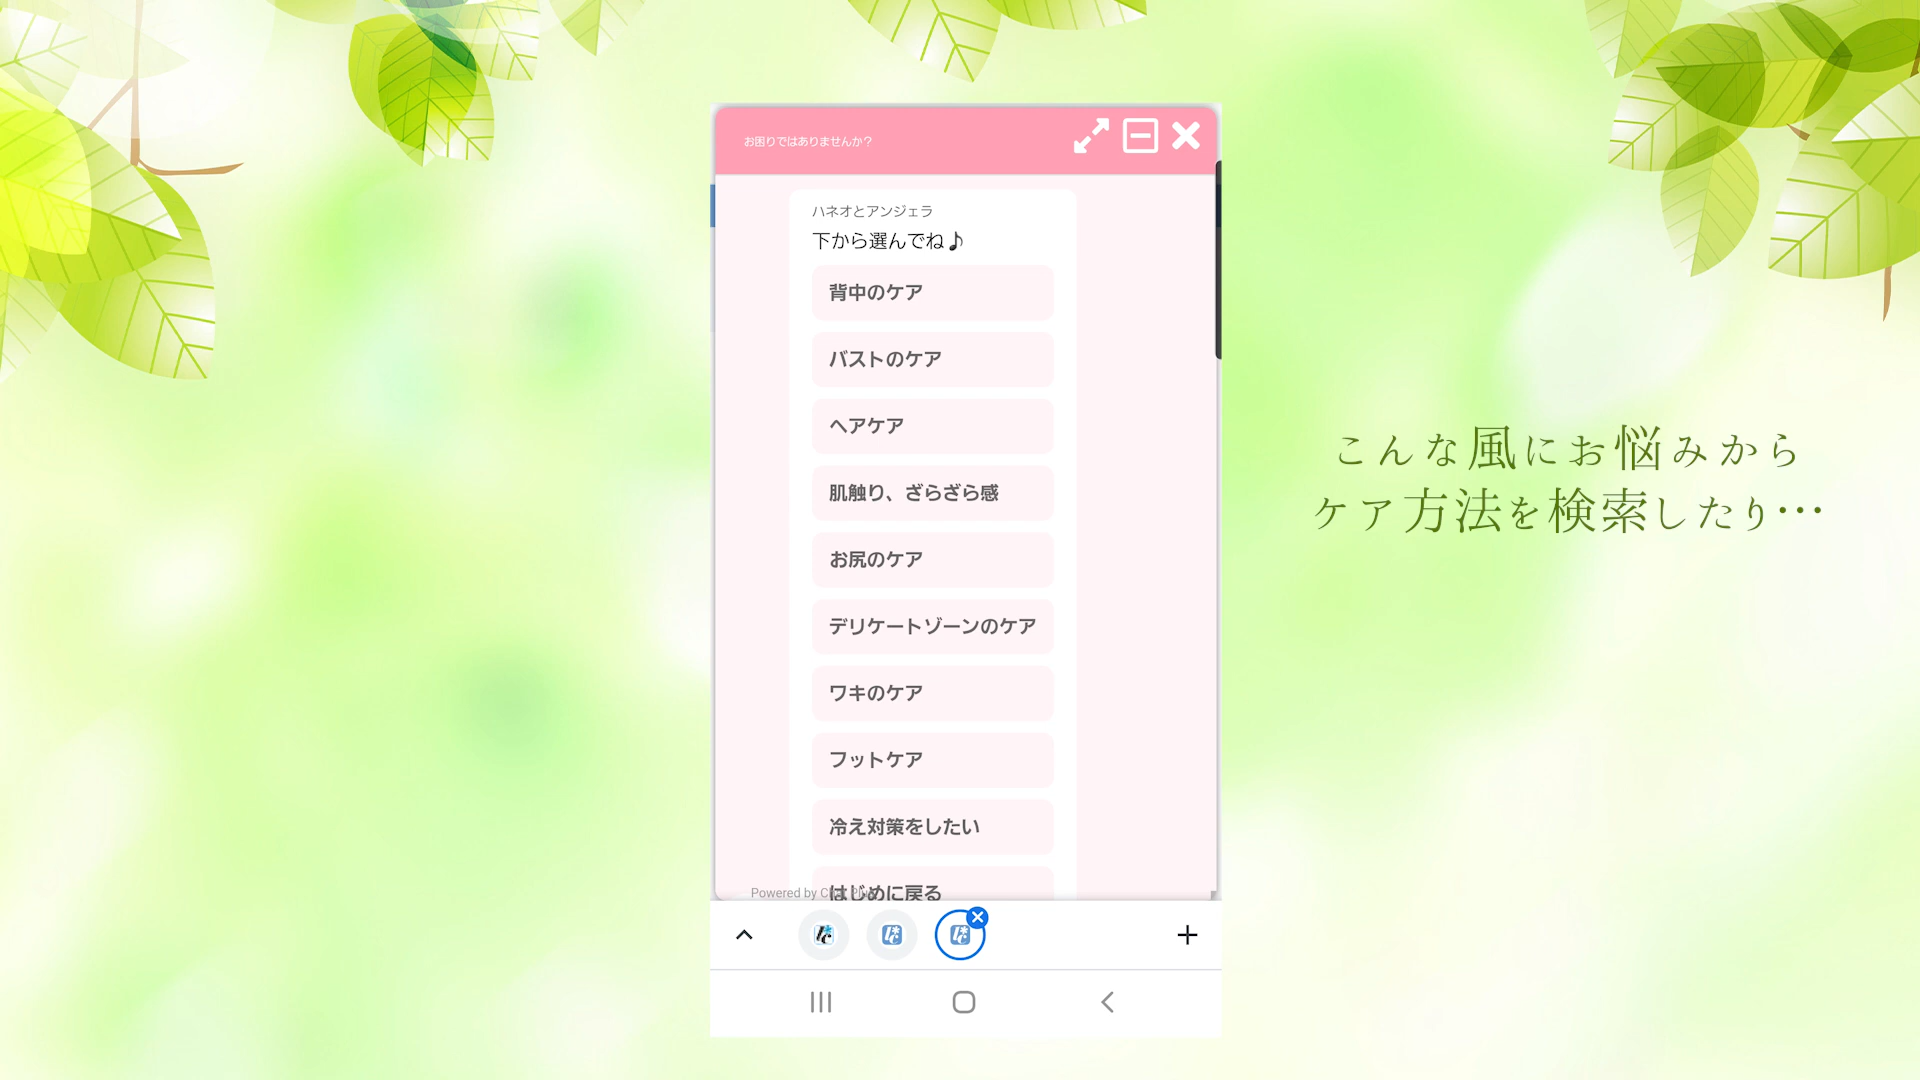 お困りではありませんか？
ハネオとアンジェラ
下から選んでね♪
背中のケア
バストのケア
ヘアケア
肌触り、ざらざら感
お尻のケア
デリケートゾーンのケア
ワキのケア
フットケア
冷え対策をしたい
はじめに戻る
Powered by
こんな風にお悩みから
ケア方法を検索したり…